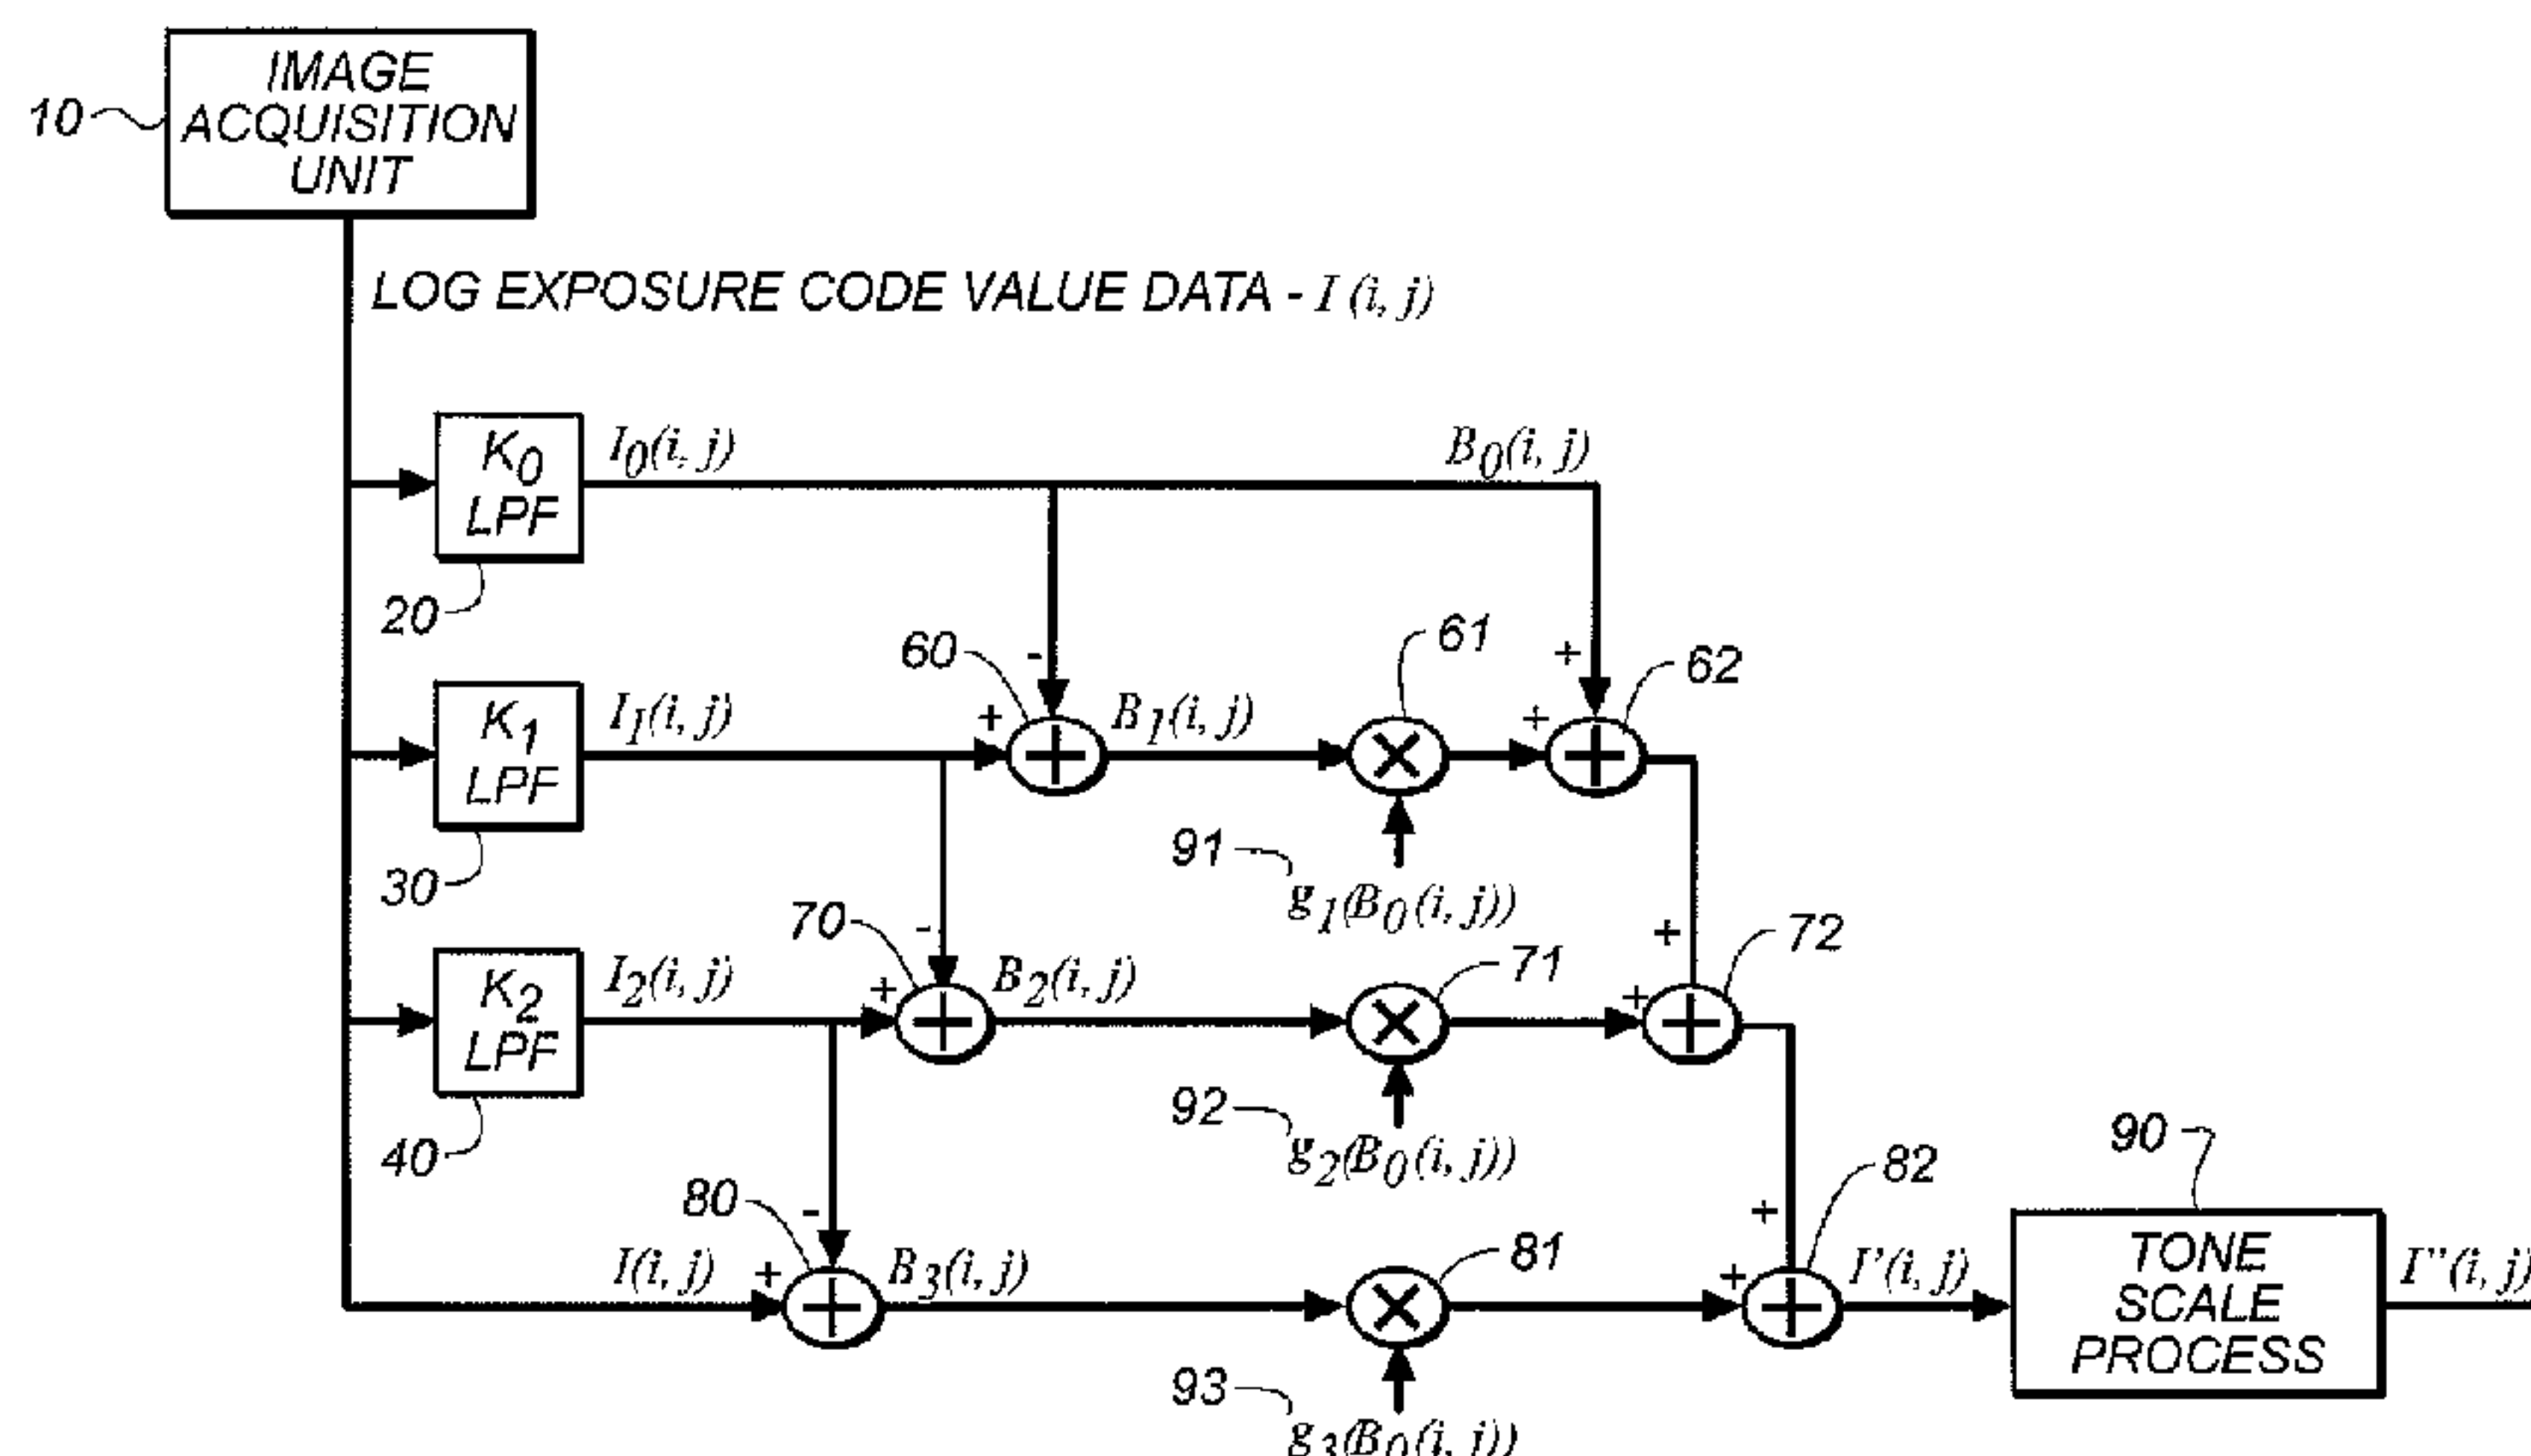 IMAGE
ACQUISITION
UNIT
10
LOG EXPOSURE CODE VALUE DATA - I (i, j)
K0
LPF
I0(i, j)
B0(i, j)
20
60
61
62
-
+
K1
LPF
I1(i, j)
+
B1(i, j)
+
30
91
g1(B0(i, j))
70
71
72
-
+
K2
LPF
I2(i, j)
+
B2(i, j)
+
40
92
g2(B0(i, j))
80
81
82
90
-
+
I(i, j)
+
B3(i, j)
+
I'(i, j)
TONE
SCALE
PROCESS
I''(i, j)
93
g3(B0(i, j))